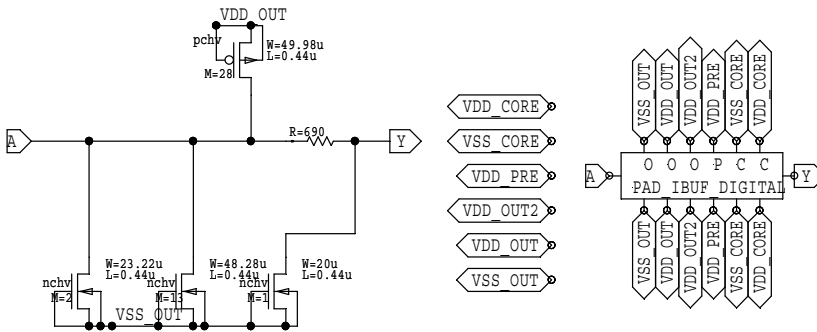 VDD_OUT
pchv
W=49.98u
L=0.44u
M=28
A
R=690
Y
W=23.22u
L=0.44u
nchv
M=2
W=48.28u
L=0.44u
nchv
M=13
W=20u
L=0.44u
nchv
M=1
VSS_OUT
VDD_CORE
VSS_CORE
VDD_PRE
VDD_OUT2
VDD_OUT
VSS_OUT
VSS_OUT
VDD_OUT
VDD_OUT2
VDD_PRE
VSS_CORE
VDD_CORE
O O O P C C
A
PAD_IBUF_DIGITAL
Y
VSS_OUT
VDD_OUT
VDD_OUT2
VDD_PRE
VSS_CORE
VDD_CORE